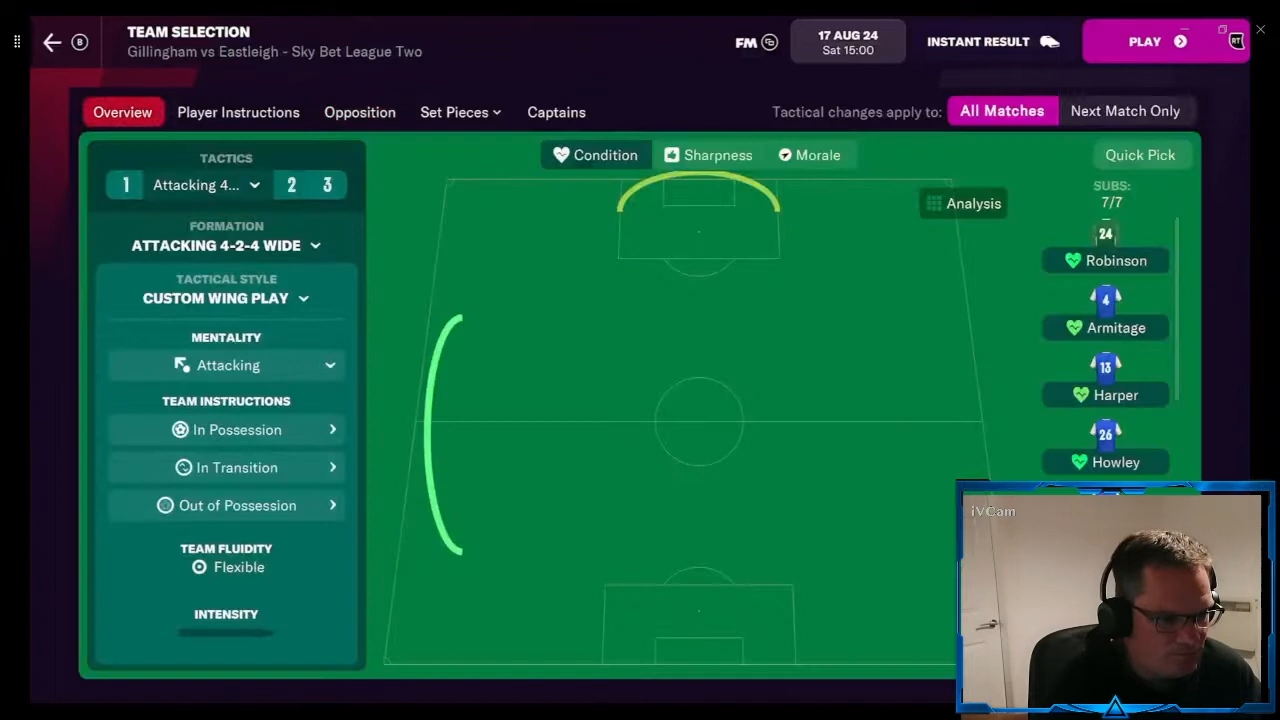 B
TEAM SELECTION
Gillingham vs Eastleigh - Sky Bet League Two
FM
17 AUG 24
Sat 15:00
INSTANT RESULT
PLAY
RT
Overview
Player Instructions
Opposition
Set Pieces
Captains
Tactical changes apply to:
All Matches
Next Match Only
TACTICS
1
Attacking 4...
2
3
FORMATION
ATTACKING 4-2-4 WIDE
TACTICAL STYLE
CUSTOM WING PLAY
MENTALITY
Attacking
TEAM INSTRUCTIONS
In Possession
In Transition
Out of Possession
TEAM FLUIDITY
Flexible
INTENSITY
Condition
Sharpness
Morale
Analysis
Quick Pick
SUBS:
7/7
24
Robinson
4
Armitage
13
Harper
26
Howley
iVCam